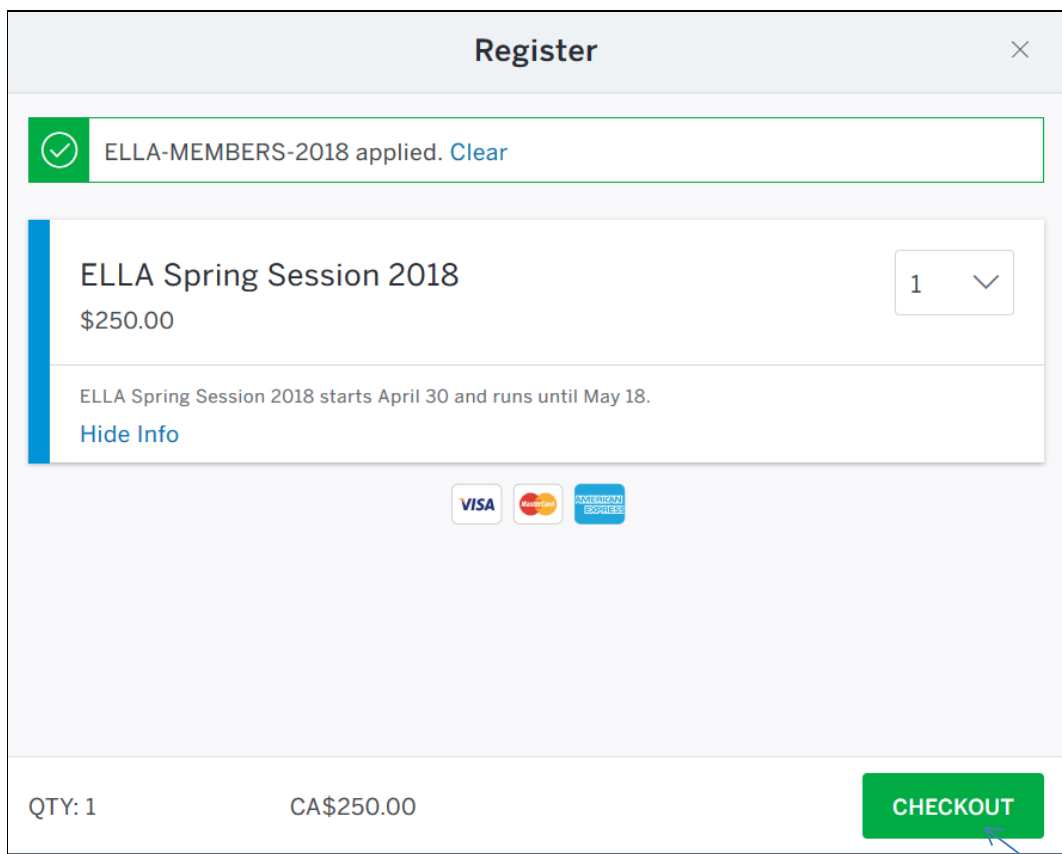 Register
ELLA-MEMBERS-2018 applied. Clear
ELLA Spring Session 2018
1
$250.00
ELLA Spring Session 2018 starts April 30 and runs until May 18.
Hide Info
VISA MasterCard AMERICAN EXPRESS
QTY: 1 CA$250.00 CHECKOUT